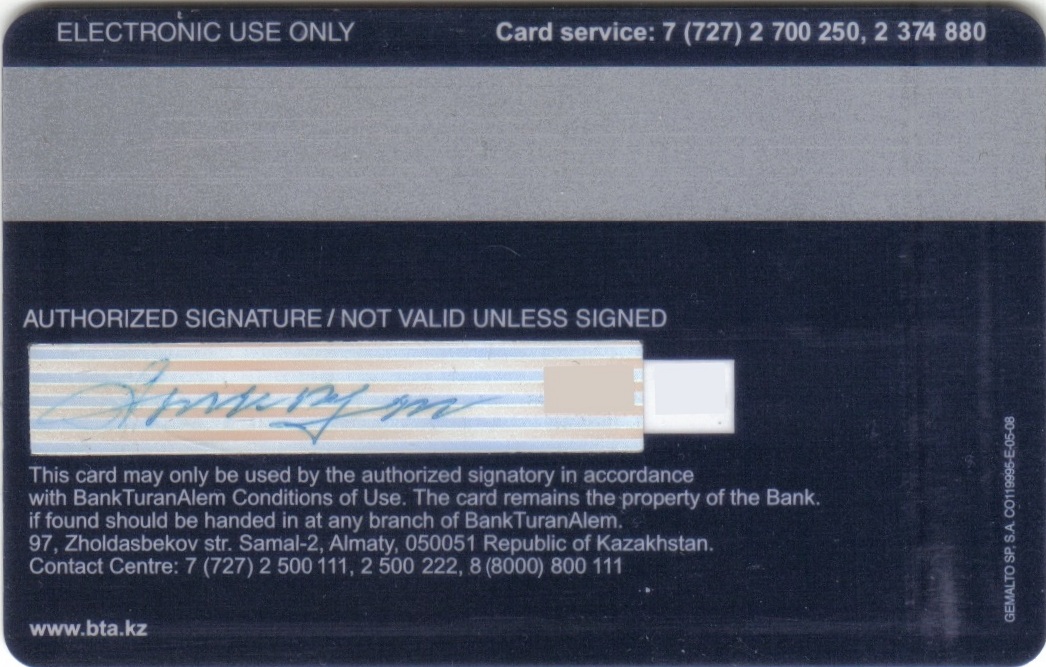 ELECTRONIC USE ONLY Card service: 7 (727) 2 700 250, 2 374 880
AUTHORIZED SIGNATURE / NOT VALID UNLESS SIGNED
This card may only be used by the authorized signatory in accordance
with BankTuranAlem Conditions of Use. The card remains the property of the Bank.
if found should be handed in at any branch of BankTuranAlem.
97, Zholdasbekov str. Samal-2, Almaty, 050051 Republic of Kazakhstan.
Contact Centre: 7 (727) 2 500 111, 2 500 222, 8 (8000) 800 111
www.bta.kz
GEMALTO SP, S.A. CO119995-E-05-08